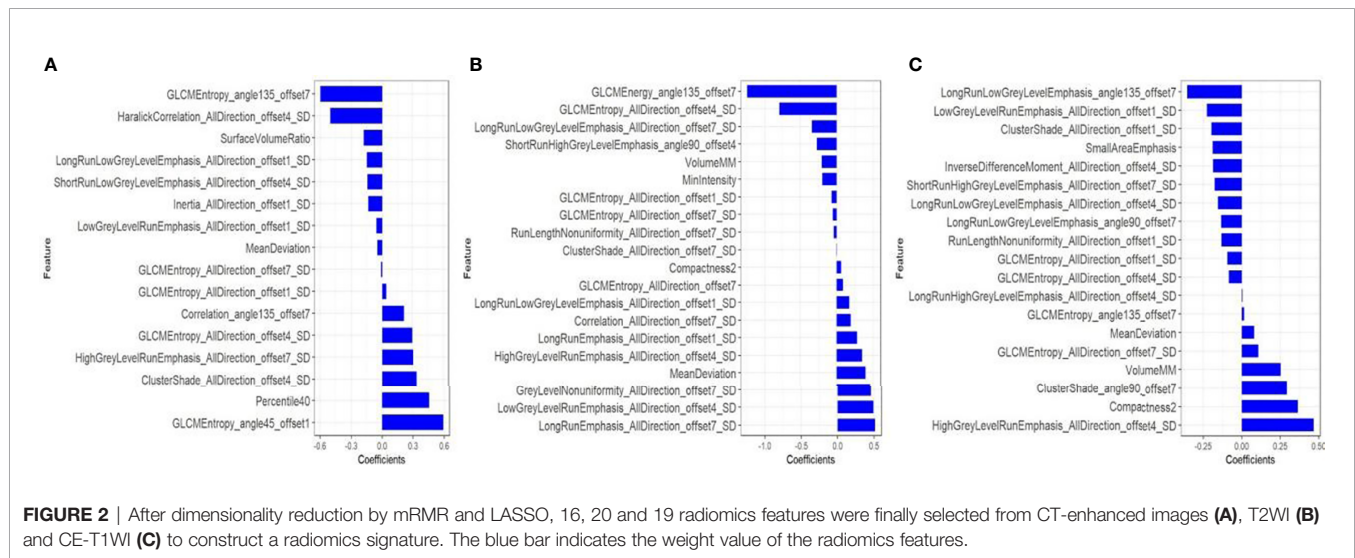 A
GLCMEntropy_angle135_offset7
HaralickCorrelation_AllDirection_offset4_SD
SurfaceVolumeRatio
LongRunLowGreyLevelEmphasis_AllDirection_offset1_SD
ShortRunLowGreyLevelEmphasis_AllDirection_offset4_SD
Inertia_AllDirection_offset1_SD
LowGreyLevelRunEmphasis_AllDirection_offset1_SD
MeanDeviation
GLCMEntropy_AllDirection_offset7_SD
GLCMEntropy_AllDirection_offset1_SD
Correlation_angle135_offset7
GLCMEntropy_AllDirection_offset4_SD
HighGreyLevelRunEmphasis_AllDirection_offset7_SD
ClusterShade_AllDirection_offset4_SD
Percentile40
GLCMEntropy_angle45_offset1
Feature
-0.6 -0.3 0.0 0.3 0.6
Coefficients
B
GLCMEnergy_angle135_offset7
GLCMEntropy_AllDirection_offset4_SD
LongRunLowGreyLevelEmphasis_AllDirection_offset7_SD
ShortRunHighGreyLevelEmphasis_angle90_offset4
VolumeMM
MinIntensity
GLCMEntropy_AllDirection_offset1_SD
GLCMEntropy_AllDirection_offset7_SD
RunLengthNonuniformity_AllDirection_offset7_SD
ClusterShade_AllDirection_offset7_SD
Compactness2
GLCMEntropy_AllDirection_offset7
LongRunLowGreyLevelEmphasis_AllDirection_offset1_SD
Correlation_AllDirection_offset7_SD
LongRunEmphasis_AllDirection_offset1_SD
HighGreyLevelRunEmphasis_AllDirection_offset4_SD
MeanDeviation
GreyLevelNonuniformity_AllDirection_offset7_SD
LowGreyLevelRunEmphasis_AllDirection_offset4_SD
LongRunEmphasis_AllDirection_offset7_SD
Feature
-1.0 -0.5 0.0 0.5
Coefficients
C
LongRunLowGreyLevelEmphasis_angle135_offset7
LowGreyLevelRunEmphasis_AllDirection_offset1_SD
ClusterShade_AllDirection_offset1_SD
SmallAreaEmphasis
InverseDifferenceMoment_AllDirection_offset4_SD
ShortRunHighGreyLevelEmphasis_AllDirection_offset7_SD
LongRunLowGreyLevelEmphasis_AllDirection_offset4_SD
LongRunLowGreyLevelEmphasis_angle90_offset7
RunLengthNonuniformity_AllDirection_offset1_SD
GLCMEntropy_AllDirection_offset1_SD
GLCMEntropy_AllDirection_offset4_SD
LongRunHighGreyLevelEmphasis_AllDirection_offset4_SD
GLCMEntropy_angle135_offset7
MeanDeviation
GLCMEntropy_AllDirection_offset7_SD
VolumeMM
ClusterShade_angle90_offset7
Compactness2
HighGreyLevelRunEmphasis_AllDirection_offset4_SD
Feature
-0.25 0.00 0.25 0.50
Coefficients
FIGURE 2 | After dimensionality reduction by mRMR and LASSO, 16, 20 and 19 radiomics features were finally selected from CT-enhanced images (A), T2WI (B)
and CE-T1WI (C) to construct a radiomics signature. The blue bar indicates the weight value of the radiomics features.